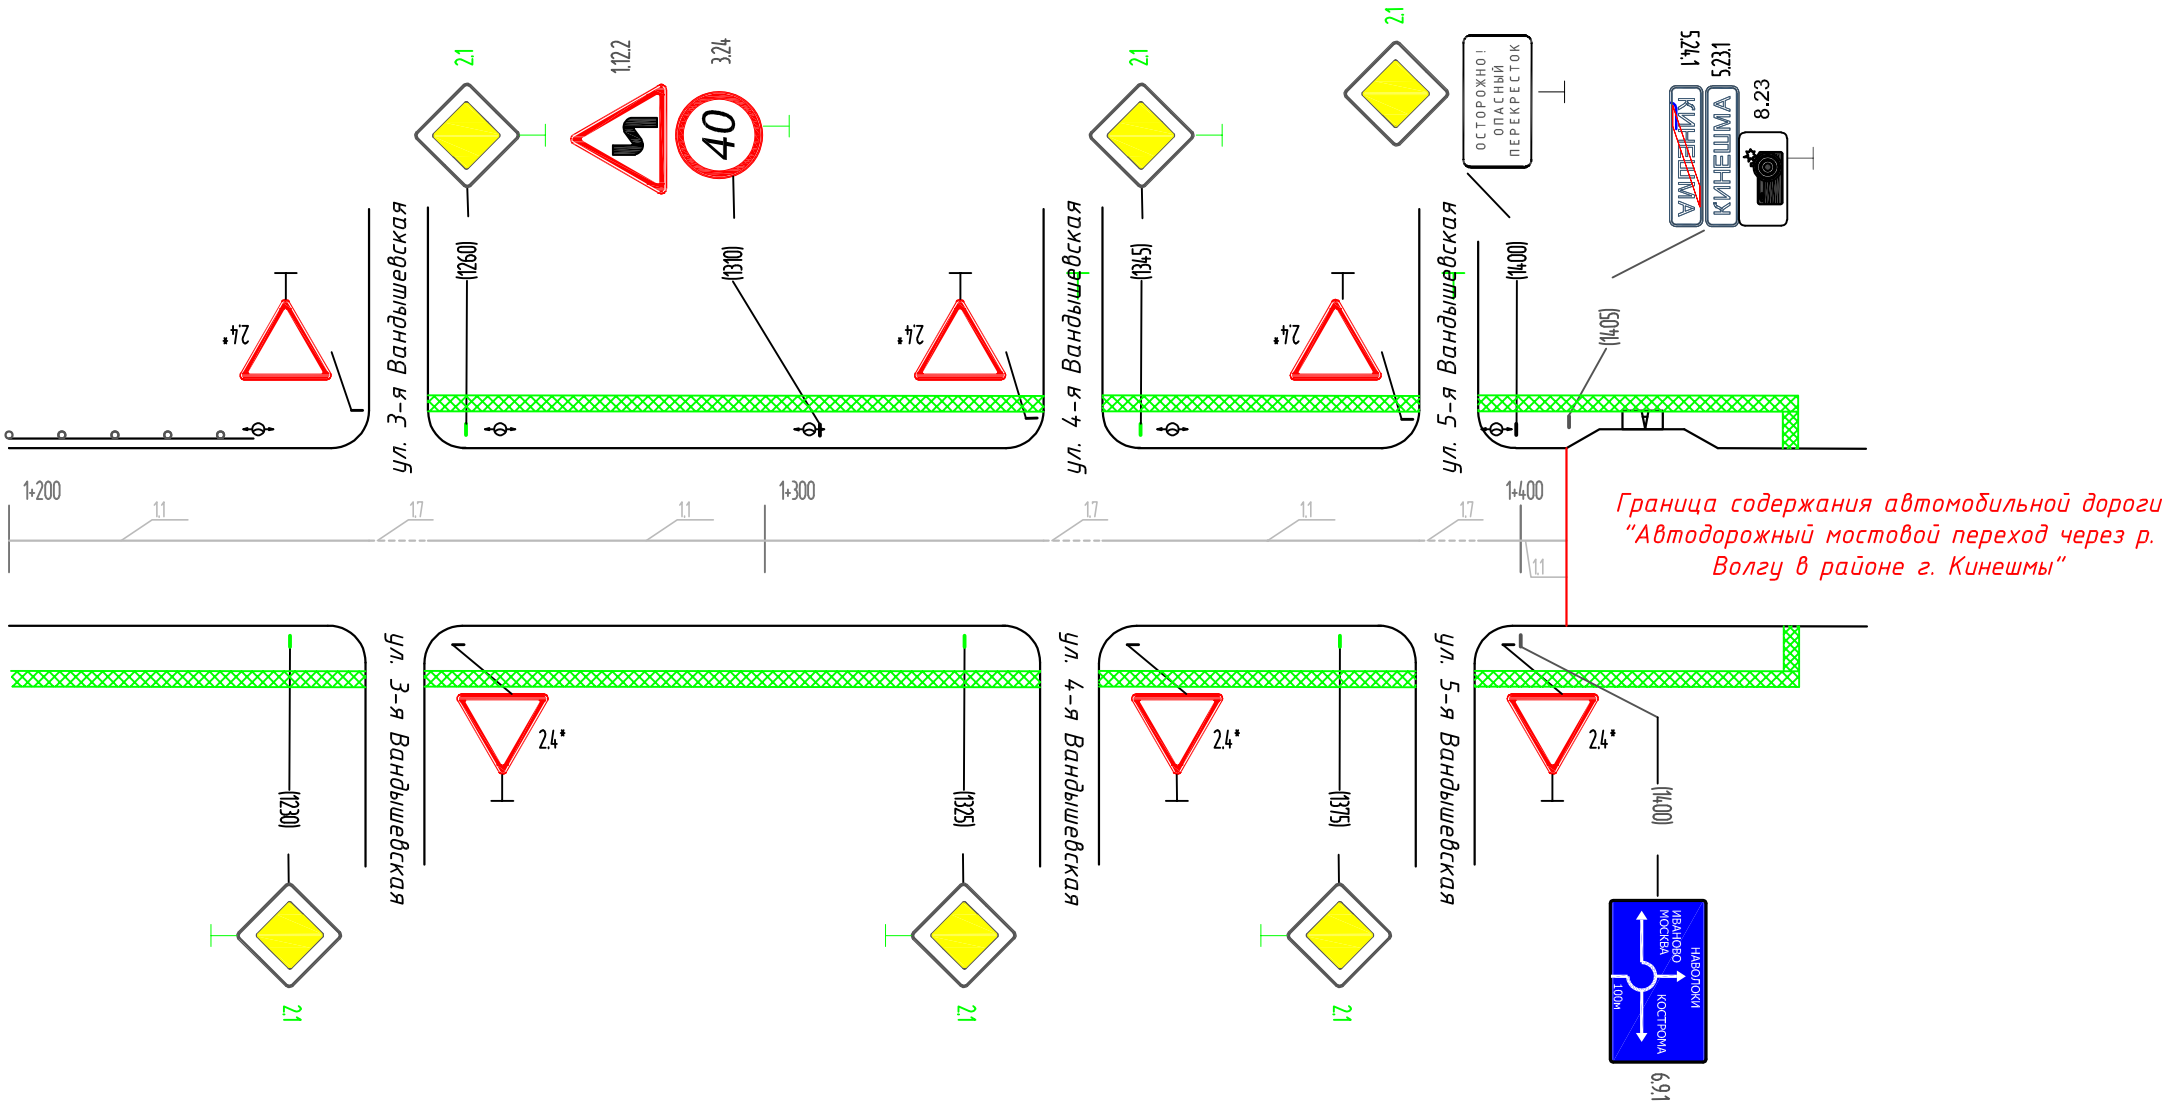 2.1
1.12.2
3.24
2.1
2.1
ОСТОРОЖНО!
ОПАСНЫЙ
ПЕРЕКРЕСТОК
5.24.1
5.23.1
8.23
КИНЕШМА
КИНЕШМА
40
ул. 3-я Вандышевская
(1260)
(1310)
ул. 4-я Вандышевская
(1345)
ул. 5-я Вандышевская
(1400)
(1405)
2.4*
2.4*
2.4*
А
1+200
1+300
1+400
1.1
1.7
1.1
1.7
1.1
1.7
1.1
Граница содержания автомобильной дороги
"Автодорожный мостовой переход через р.
Волгу в районе г. Кинешмы"
ул. 3-я Вандышевская
ул. 4-я Вандышевская
ул. 5-я Вандышевская
2.4*
2.4*
2.4*
(1230)
(1325)
(1375)
(1400)
НАВОЛОКИ
ИВАНОВО
МОСКВА
КОСТРОМА
100м
2.1
2.1
2.1
6.9.1